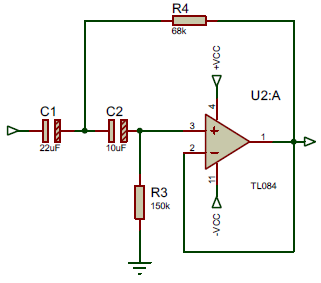 R4
68k
+VCC
C1
C2
U2:A
22uF
10uF
4
3
1
2
11
R3
150k
TL084
-VCC